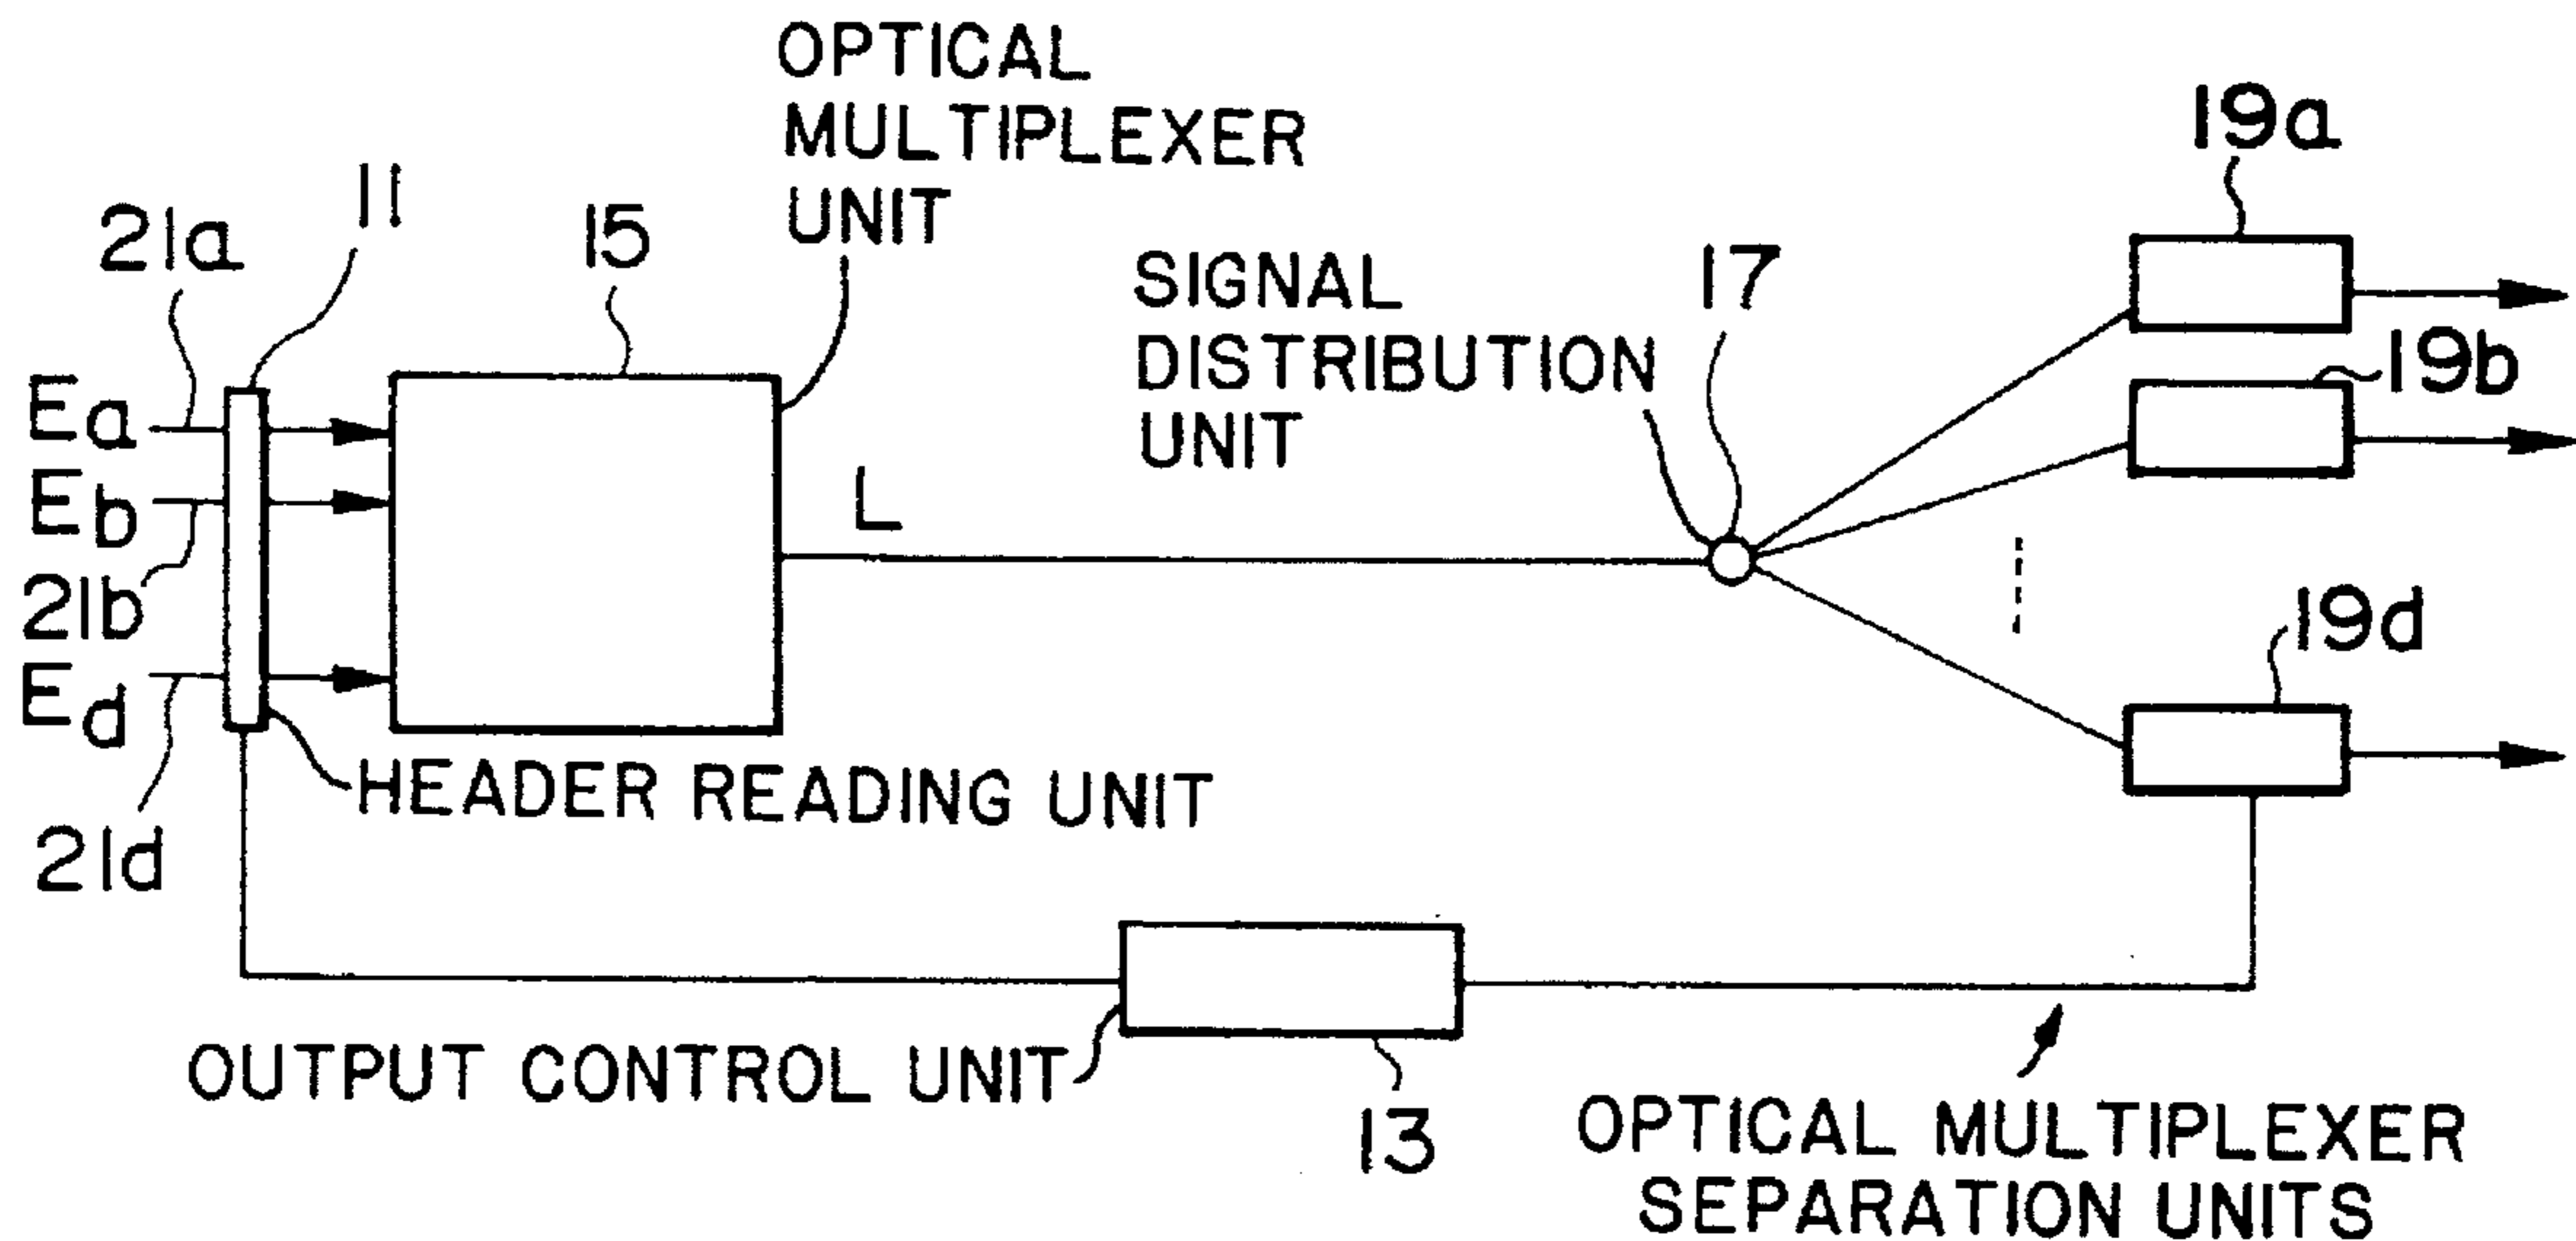 OPTICAL
MULTIPLEXER
UNIT
19a
11
21a
15
SIGNAL
DISTRIBUTION
UNIT
17
19b
Ea
Eb
L
21b
19d
Ed
HEADER READING UNIT
21d
OUTPUT CONTROL UNIT
13
OPTICAL MULTIPLEXER
SEPARATION UNITS